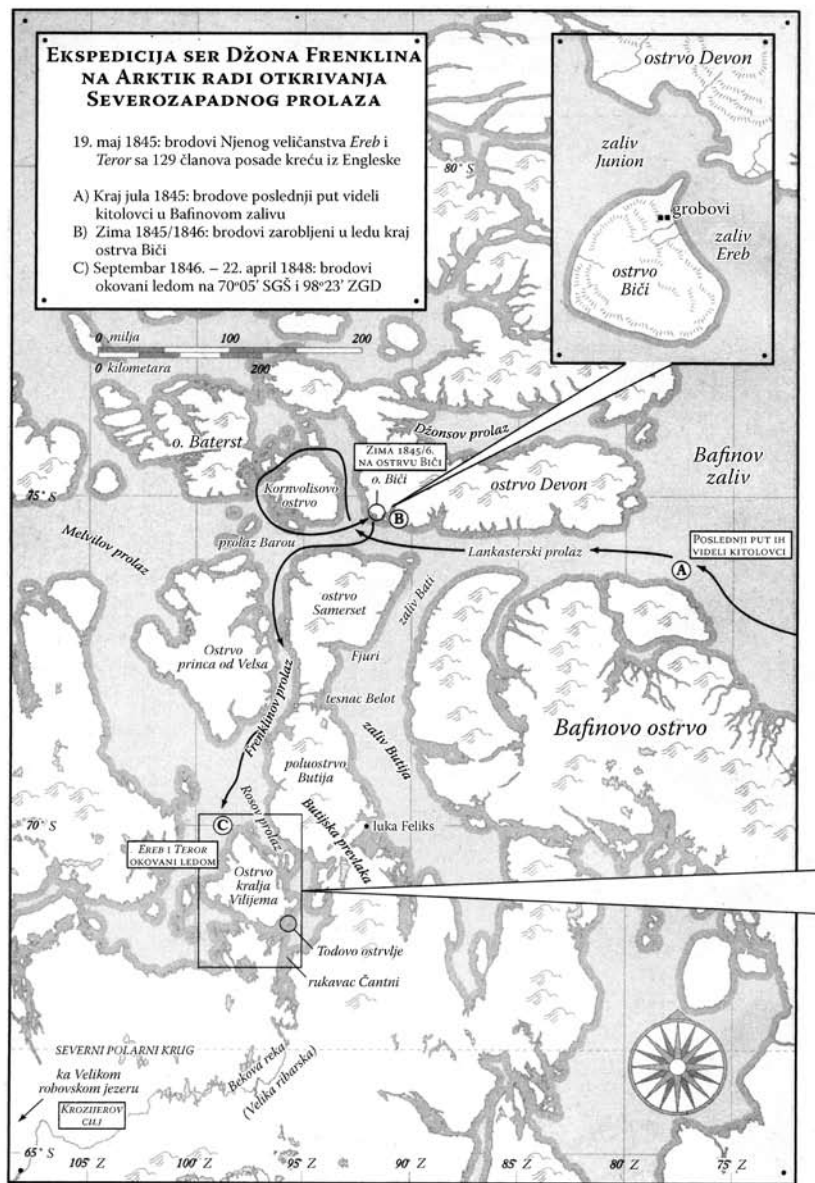 EKSPEDICIJA SER DŽONA FRENKLINA
NA ARKTIK RADI OTKRIVANJA
SEVEROZAPADNOG PROLAZA
19. maj 1845: brodovi Njenog veličanstva Ereb i
Teror sa 129 članova posade kreću iz Engleske
A) Kraj jula 1845: brodove poslednji put videli
kitolovci u Bafinovom zalivu
B) Zima 1845/1846: brodovi zarobljeni u ledu kraj
ostrva Biči
C) Septembar 1846. – 22. april 1848: brodovi
okovani ledom na 70°05' SGŠ i 98°23' ZGD
ostrvo Devon
zaliv
Junion
grobovi
zaliv
Ereb
ostrvo
Biči
80° S
0 milja 100 200
0 kilometara 200
o. Baterst
Džonsov prolaz
ZIMA 1845/6.
NA OSTRVU BIČI
o. Biči
Kornvolisovo
ostrvo
ostrvo Devon
Bafinov
zaliv
75° S
B
Melvilov prolaz
prolaz Barou
Lankasterski prolaz
POSLEDNJI PUT IH
VIDELI KITOLOVCI
A
ostrvo
Samerset
zaliv Bati
Ostrvo
princa od Velsa
Fjuri
tesnac Belot
Frenklinov prolaz
zaliv Butija
Bafinovo ostrvo
poluostrvo
Butija
Rosov prolaz
Butijska prevlaka
70° S
C
luka Feliks
EREB I TEROR
OKOVANI LEDOM
Ostrvo
kralja
Vilijema
Todovo ostrvlje
rukavac Čantni
SEVERNI POLARNI KRUG
ka Velikom
robovskom jezeru
KROZIJEROV
CILJ
Bekova reka
(Velika ribarska)
65° S
105° Z 100° Z 95° Z 90° Z 85° Z 80° Z 75° Z